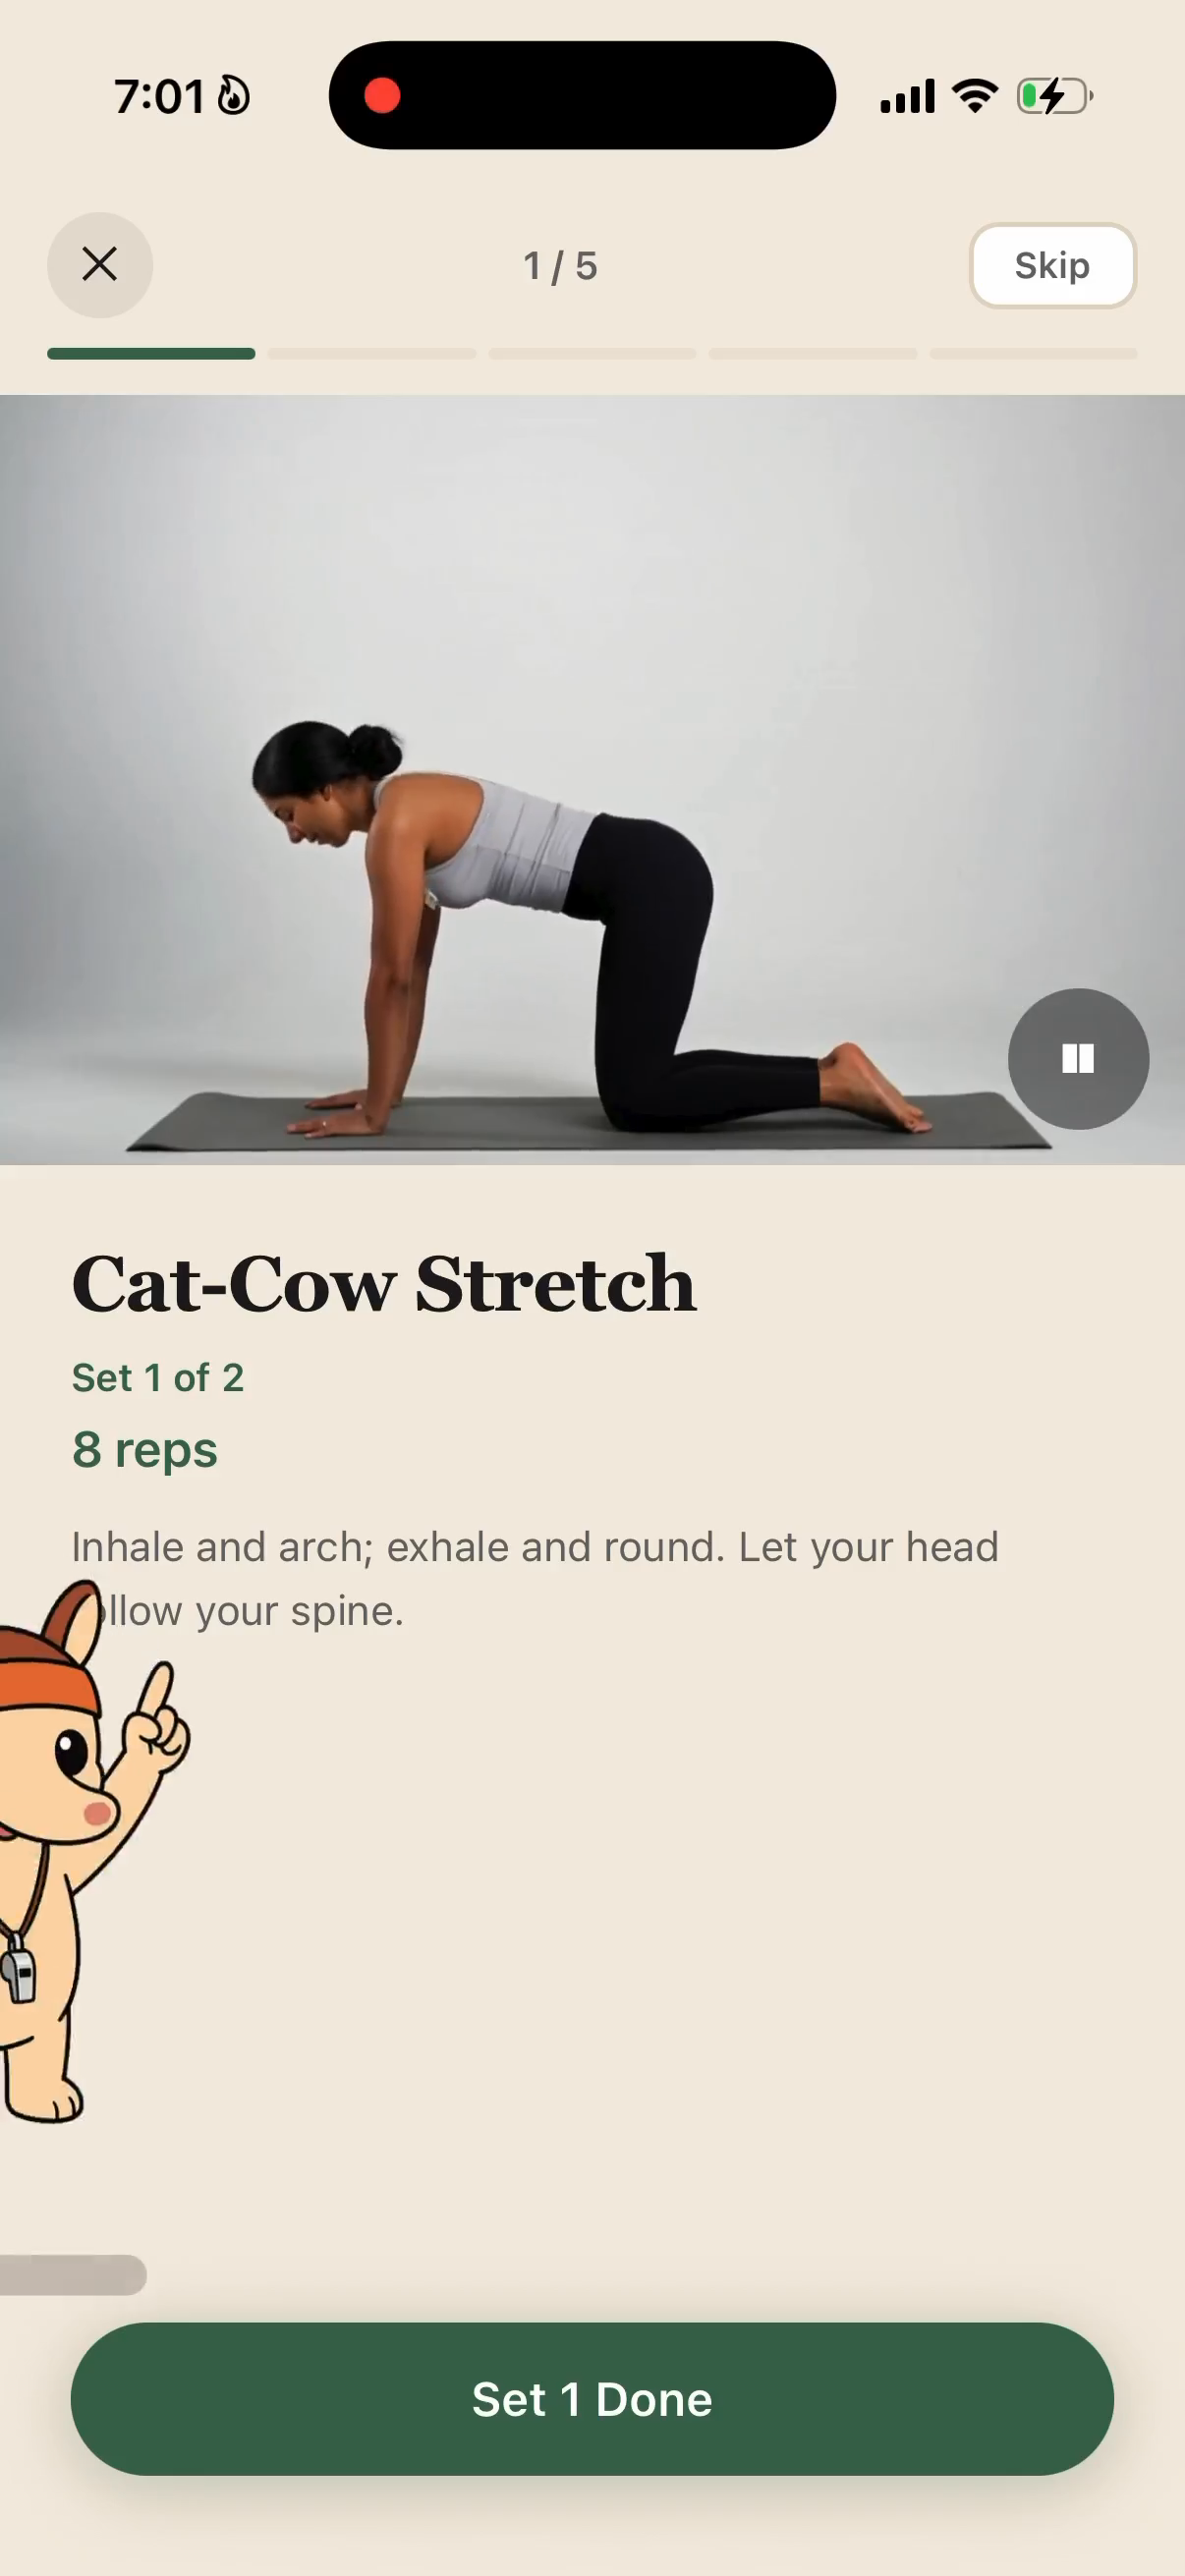 7:01
1 / 5
Skip
Cat-Cow Stretch
Set 1 of 2
8 reps
Inhale and arch; exhale and round. Let your head
ollow your spine.
Set 1 Done